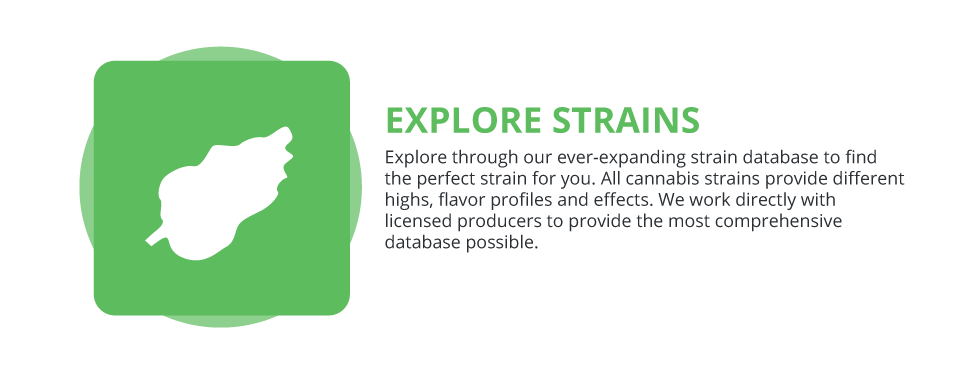 EXPLORE STRAINS
Explore through our ever-expanding strain database to find
the perfect strain for you. All cannabis strains provide different
highs, flavor profiles and effects. We work directly with
licensed producers to provide the most comprehensive
database possible.